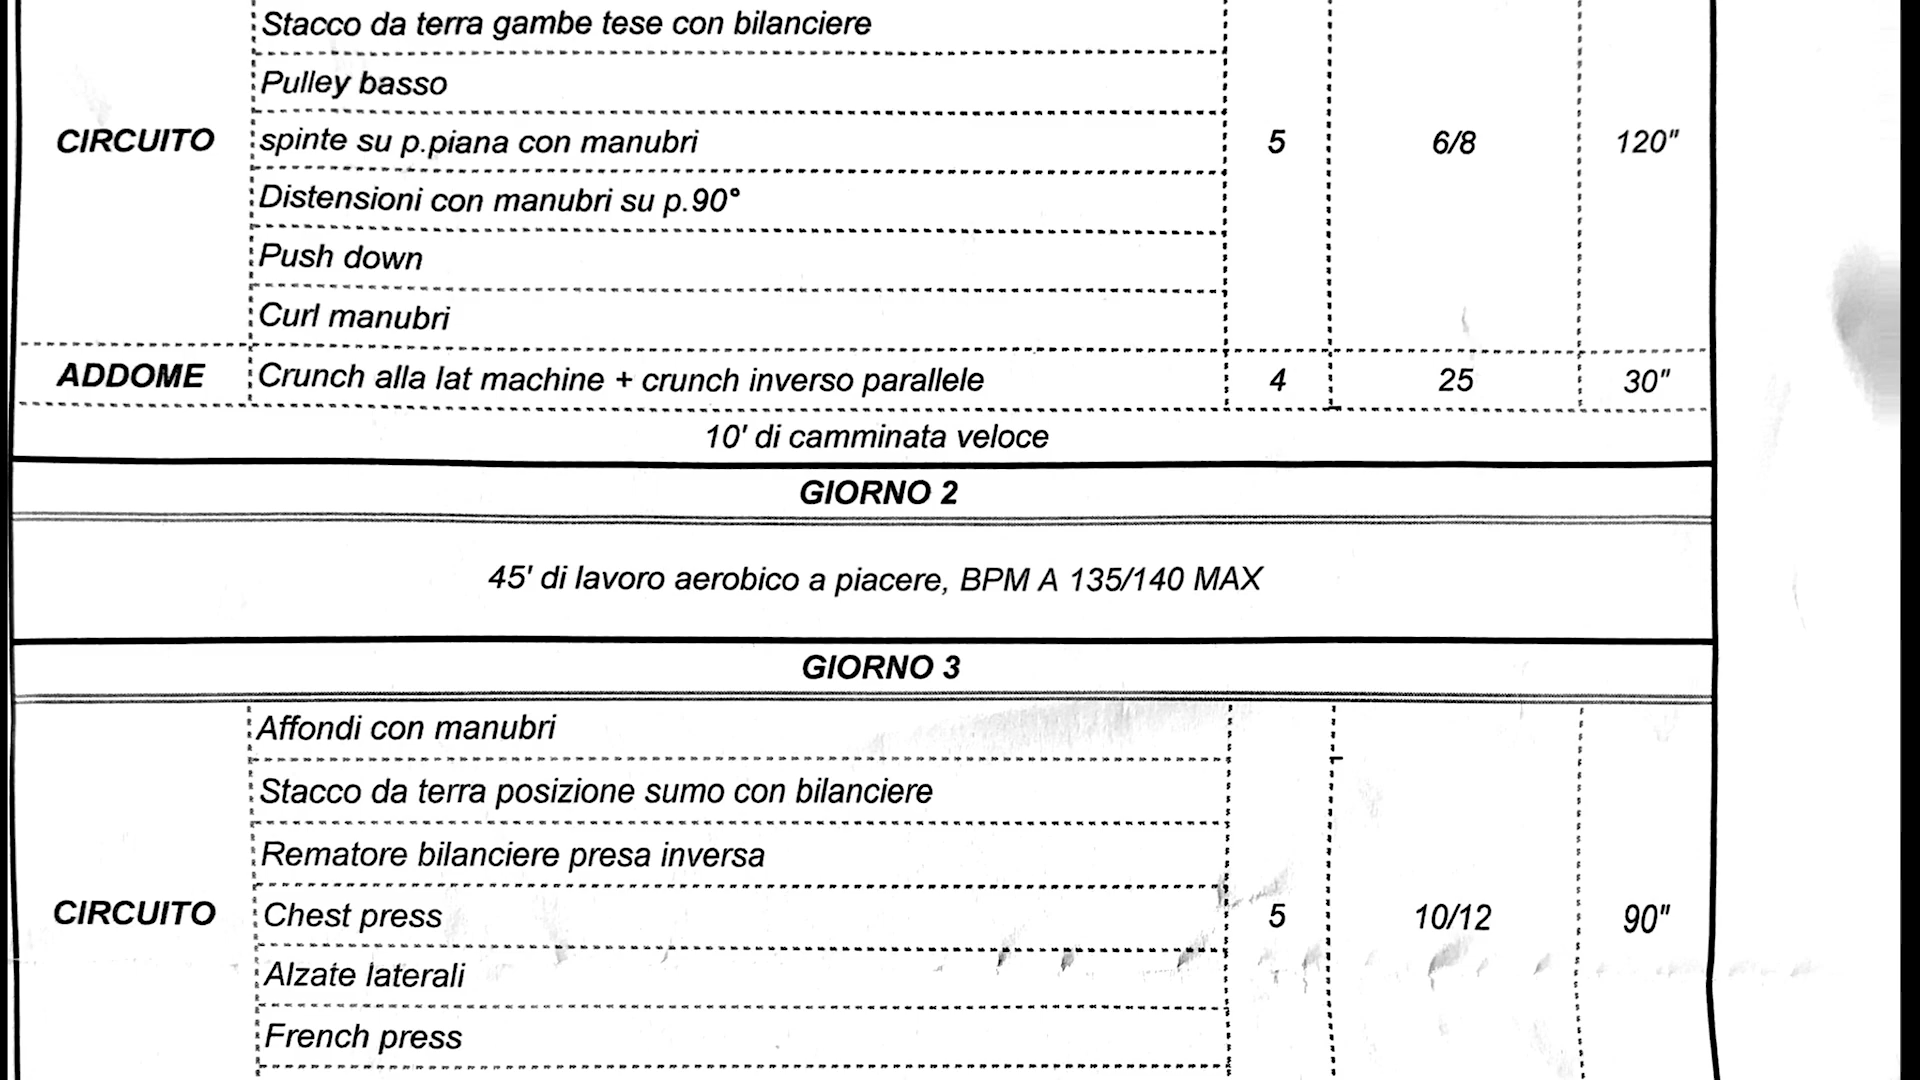 Stacco da terra gambe tese con bilanciere
Pulley basso
CIRCUITO spinte su p.piana con manubri 5 6/8 120"
Distensioni con manubri su p.90°
Push down
Curl manubri
ADDOME Crunch alla lat machine + crunch inverso parallele 4 25 30"
10' di camminata veloce
GIORNO 2
45' di lavoro aerobico a piacere, BPM A 135/140 MAX
GIORNO 3
Affondi con manubri
Stacco da terra posizione sumo con bilanciere
Rematore bilanciere presa inversa
CIRCUITO Chest press 5 10/12 90"
Alzate laterali
French press